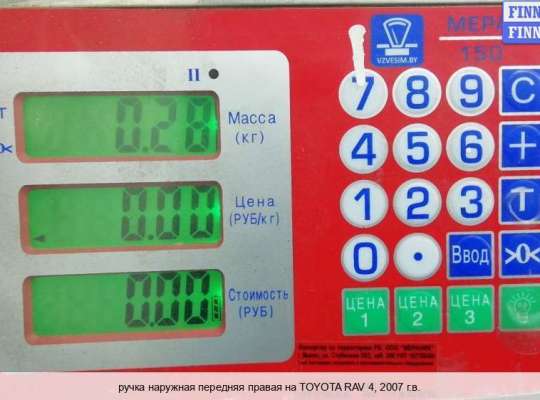 FINN
FINN
МЕРА
150
VZVESIM.BY
II
Т
0.28
Масса
(кг)
0.00
Цена
(РУБ/кг)
0.00
Стоимость
(РУБ)
7 8 9 C
4 5 6 +
1 2 3 T
0 . Ввод >0<
ЦЕНА 1
ЦЕНА 2
ЦЕНА 3
ручка наружная передняя правая на TOYOTA RAV 4, 2007 г.в.